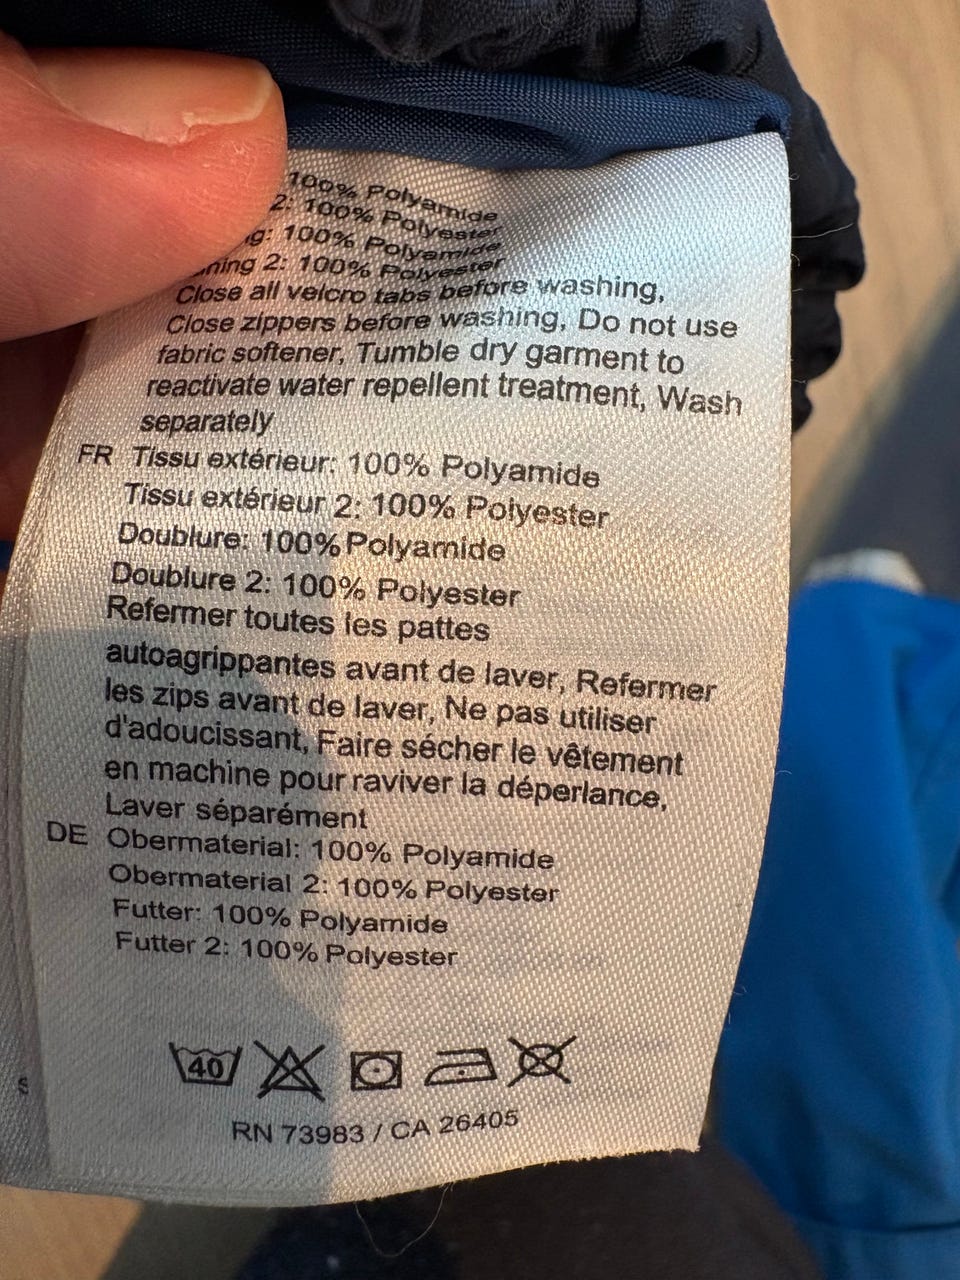 100% Polyamide
2: 100% Polyester
100% Polyamide
2: 100% Polyester
Close all velcro tabs before washing,
Close zippers before washing, Do not use
fabric softener, Tumble dry garment to
reactivate water repellent treatment, Wash
separately
FR Tissu extérieur: 100% Polyamide
Tissu extérieur 2: 100% Polyester
Doublure: 100% Polyamide
Doublure 2: 100% Polyester
Refermer toutes les pattes
autoagrippantes avant de laver, Refermer
les zips avant de laver, Ne pas utiliser
d'adoucissant, Faire sécher le vêtement
en machine pour raviver la déperlance,
Laver séparément
DE Obermaterial: 100% Polyamide
Obermaterial 2: 100% Polyester
Futter: 100% Polyamide
Futter 2: 100% Polyester
40
RN 73983 / CA 26405